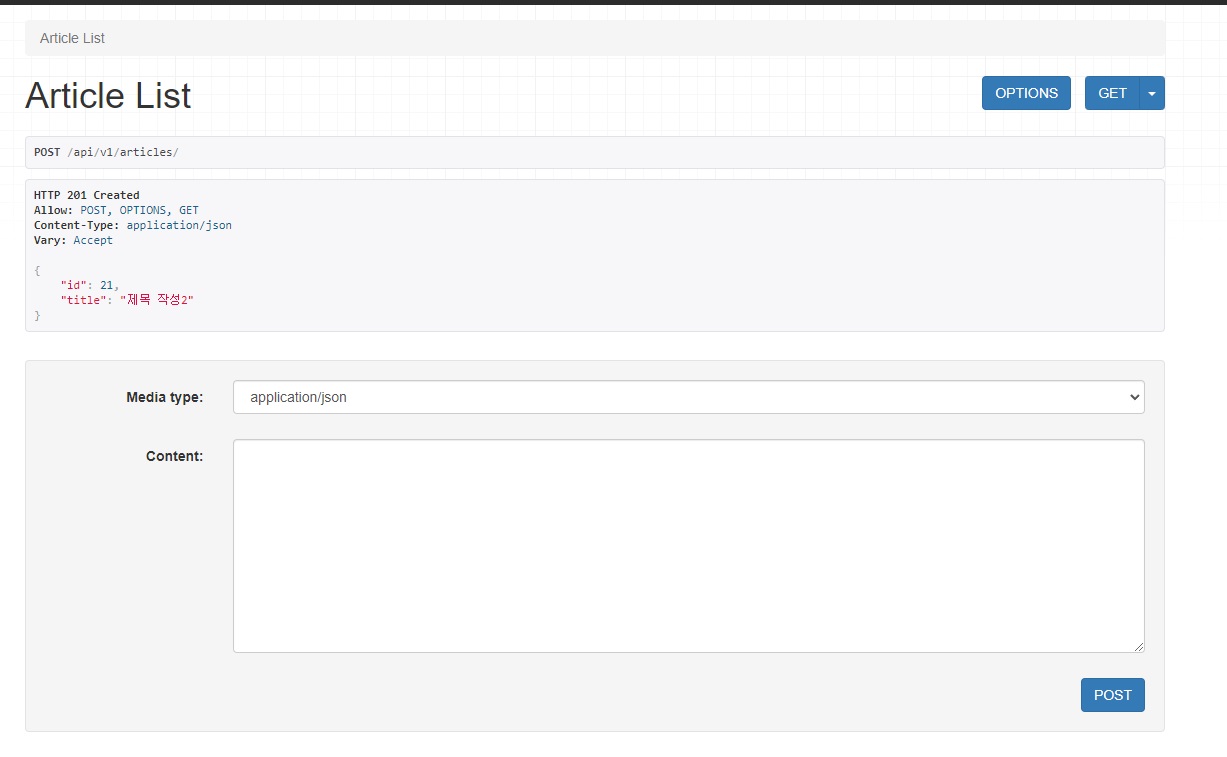 Article List
Article List
OPTIONS
GET
POST /api/v1/articles/
HTTP 201 Created
Allow: POST, OPTIONS, GET
Content-Type: application/json
Vary: Accept
{
"id": 21,
"title": "제목 작성2"
}
Media type:
application/json
Content:
POST